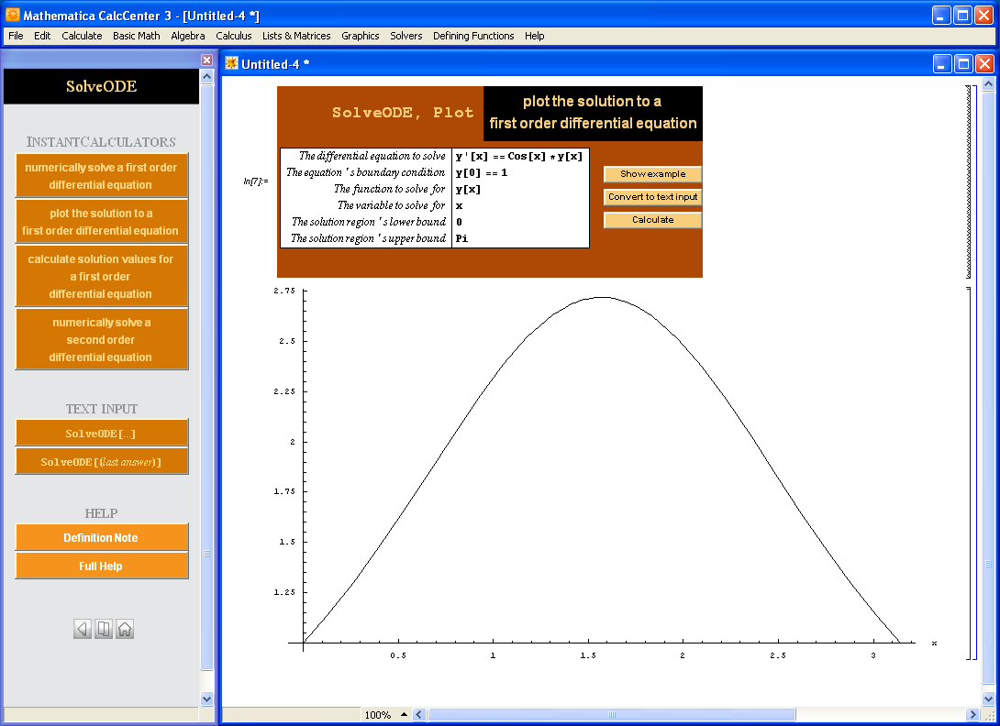 Mathematica CalcCenter 3 - [Untitled-4 *]
File Edit Calculate Basic Math Algebra Calculus Lists & Matrices Graphics Solvers Defining Functions Help
SolveODE
INSTANTCALCULATORS
numerically solve a first order
differential equation
plot the solution to a
first order differential equation
calculate solution values for
a first order
differential equation
numerically solve a
second order
differential equation
TEXT INPUT
SolveODE[...]
SolveODE[(last answer)]
HELP
Definition Note
Full Help
Untitled-4 *
SolveODE, Plot
plot the solution to a
first order differential equation
In[7]:=
The differential equation to solve y'[x] == Cos[x] * y[x]
The equation ' s boundary condition y[0] == 1
The function to solve for y[x]
The variable to solve for x
The solution region ' s lower bound 0
The solution region ' s upper bound Pi
Show example
Convert to text input
Calculate
2.75
2.5
2.25
2
1.75
1.5
1.25
0.5 1 1.5 2 2.5 3 x
100%